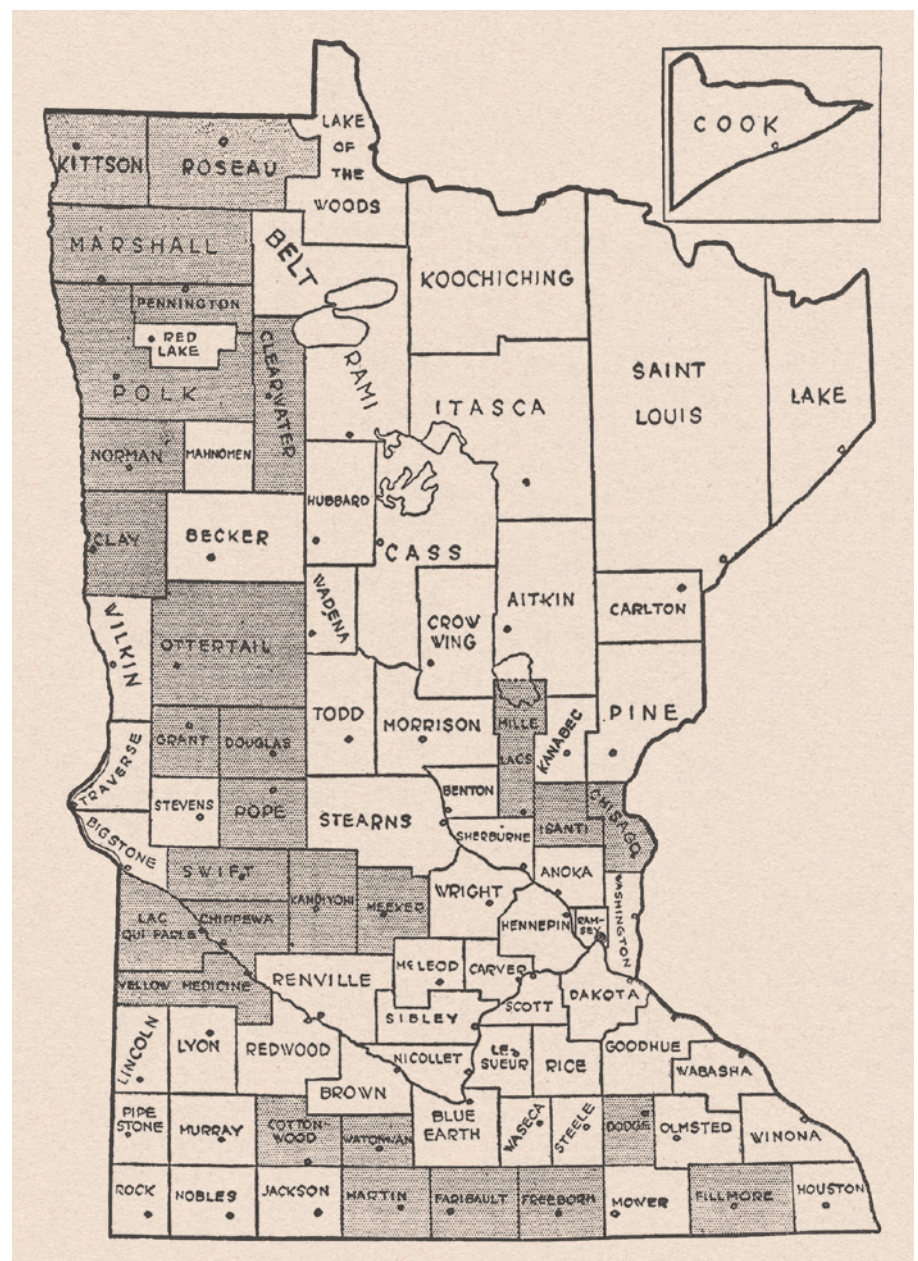 LAKE
OF
THE
WOODS
COOK
KITTSON
ROSEAU
MARSHALL
BELT
RAMI
KOOCHICHING
PENNINGTON
RED
LAKE
POLK
CLEARWATER
ITASCA
SAINT
LOUIS
LAKE
NORMAN
MAHNOMEN
HUBBARD
CLAY
BECKER
CASS
WADENA
CROW
WING
AITKIN
CARLTON
WILKIN
OTTERTAIL
TODD
MORRISON
MILLE
LACS
KANABEC
PINE
GRANT
DOUGLAS
TRAVERSE
STEVENS
POPE
STEARNS
BENTON
SHERBURNE
ISANTI
CHISAGO
BIG STONE
SWIFT
KANDIYOHI
MEEKER
WRIGHT
ANOKA
HENNEPIN
RAM-
SEY
WASHINGTON
LAC
QUI PARLE
CHIPPEWA
YELLOW MEDICINE
RENVILLE
McLEOD
CARVER
SCOTT
DAKOTA
SIBLEY
LINCOLN
LYON
REDWOOD
NICOLLET
LE
SUEUR
RICE
GOODHUE
WABASHA
BROWN
PIPE
STONE
MURRAY
COTTON-
WOOD
WATONWAN
BLUE
EARTH
WASECA
STEELE
DODGE
OLMSTED
WINONA
ROCK
NOBLES
JACKSON
MARTIN
FARIBAULT
FREEBORN
MOWER
FILLMORE
HOUSTON